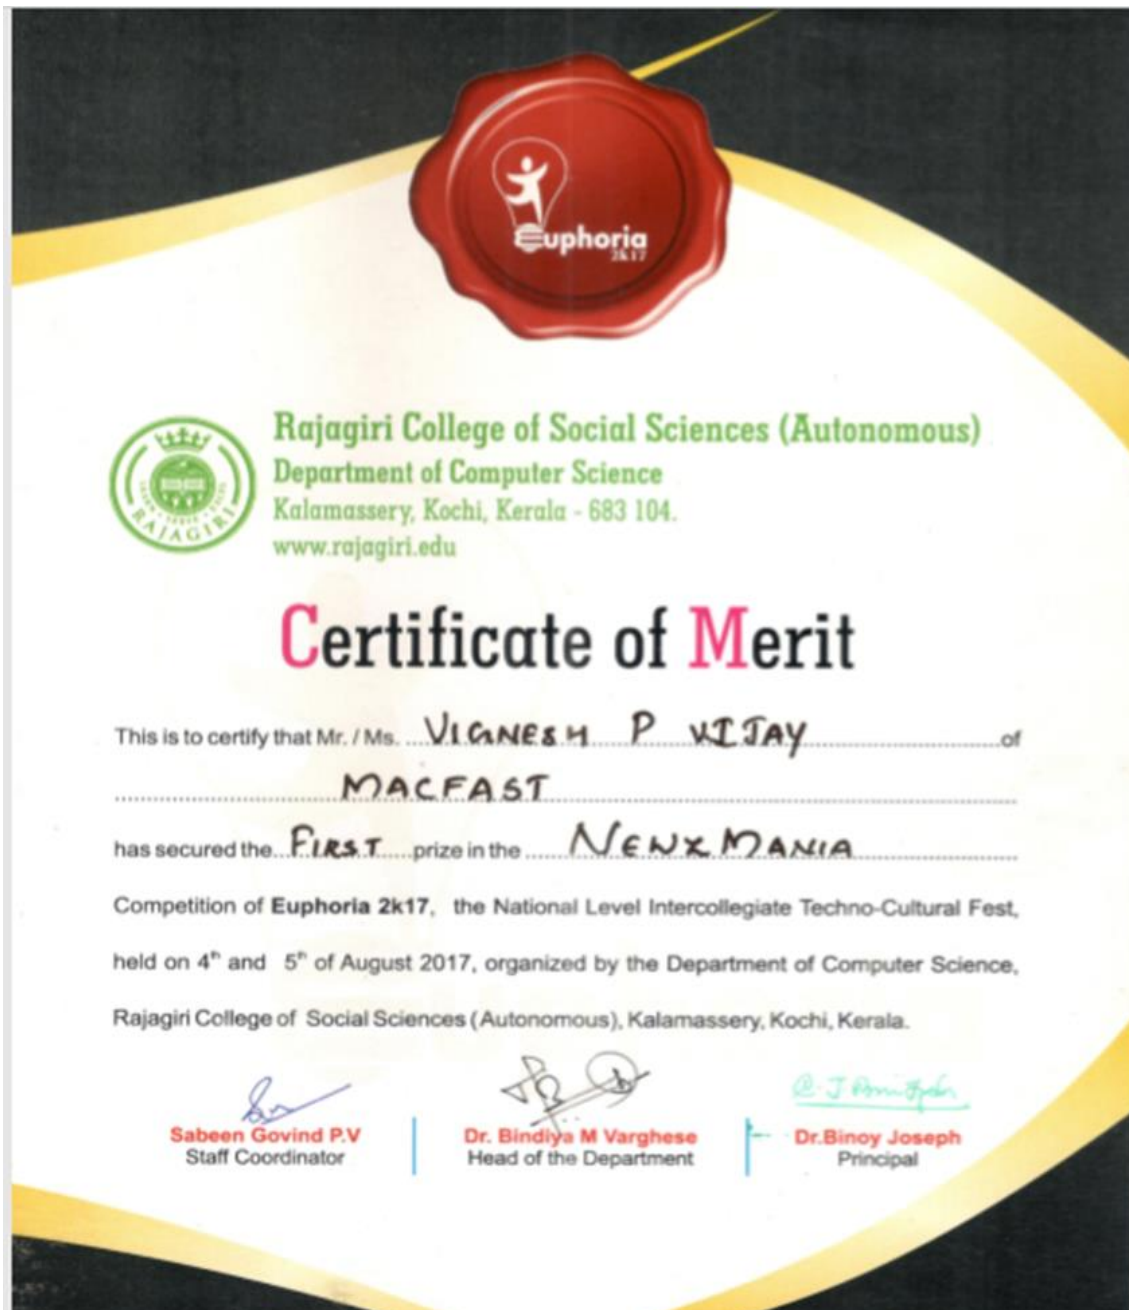 Euphoria
2k17
Rajagiri College of Social Sciences (Autonomous)
Department of Computer Science
Kalamassery, Kochi, Kerala - 683 104.
www.rajagiri.edu
RAJAGIRI
Certificate of Merit
This is to certify that Mr. / Ms. VIGNESH P VIJAY of
MACFAST
has secured the FIRST prize in the NEWX MANIA
Competition of Euphoria 2k17, the National Level Intercollegiate Techno-Cultural Fest,
held on 4th and 5th of August 2017, organized by the Department of Computer Science,
Rajagiri College of Social Sciences (Autonomous), Kalamassery, Kochi, Kerala.
Sabeen Govind P.V
Staff Coordinator
Dr. Bindiya M Varghese
Head of the Department
Dr.Binoy Joseph
Principal